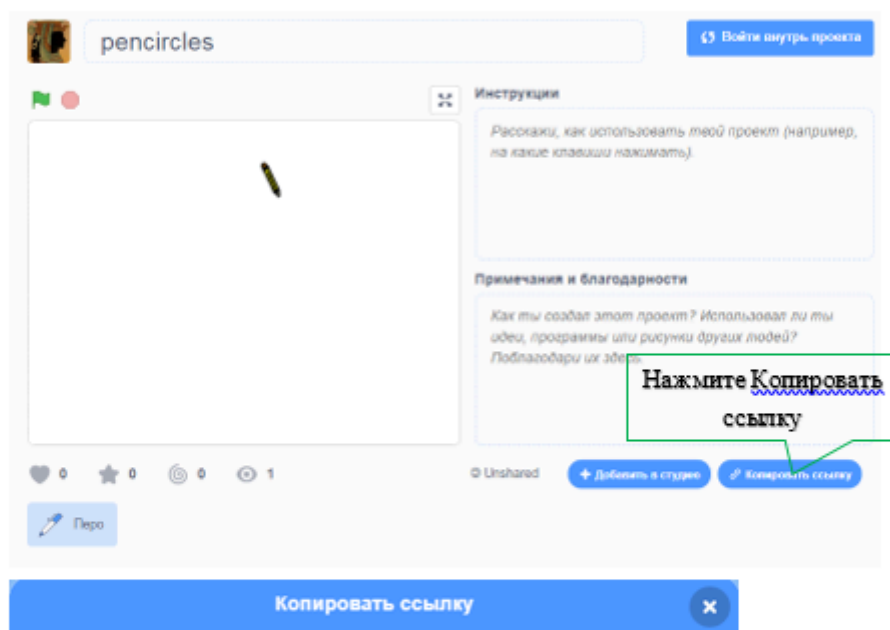 pencircles
Войти внутрь проекта
Инструкции
Расскажи, как использовать твой проект (например,
на какие клавиши нажимать).
Примечания и благодарности
Как ты создал этот проект? Использовал ли ты
идеи, программы или рисунки других людей?
Поблагодари их здесь.
Нажмите Копировать
ссылку
0
0
0
1
Unshared
Добавить в студию
Копировать ссылку
Перо
Копировать ссылку